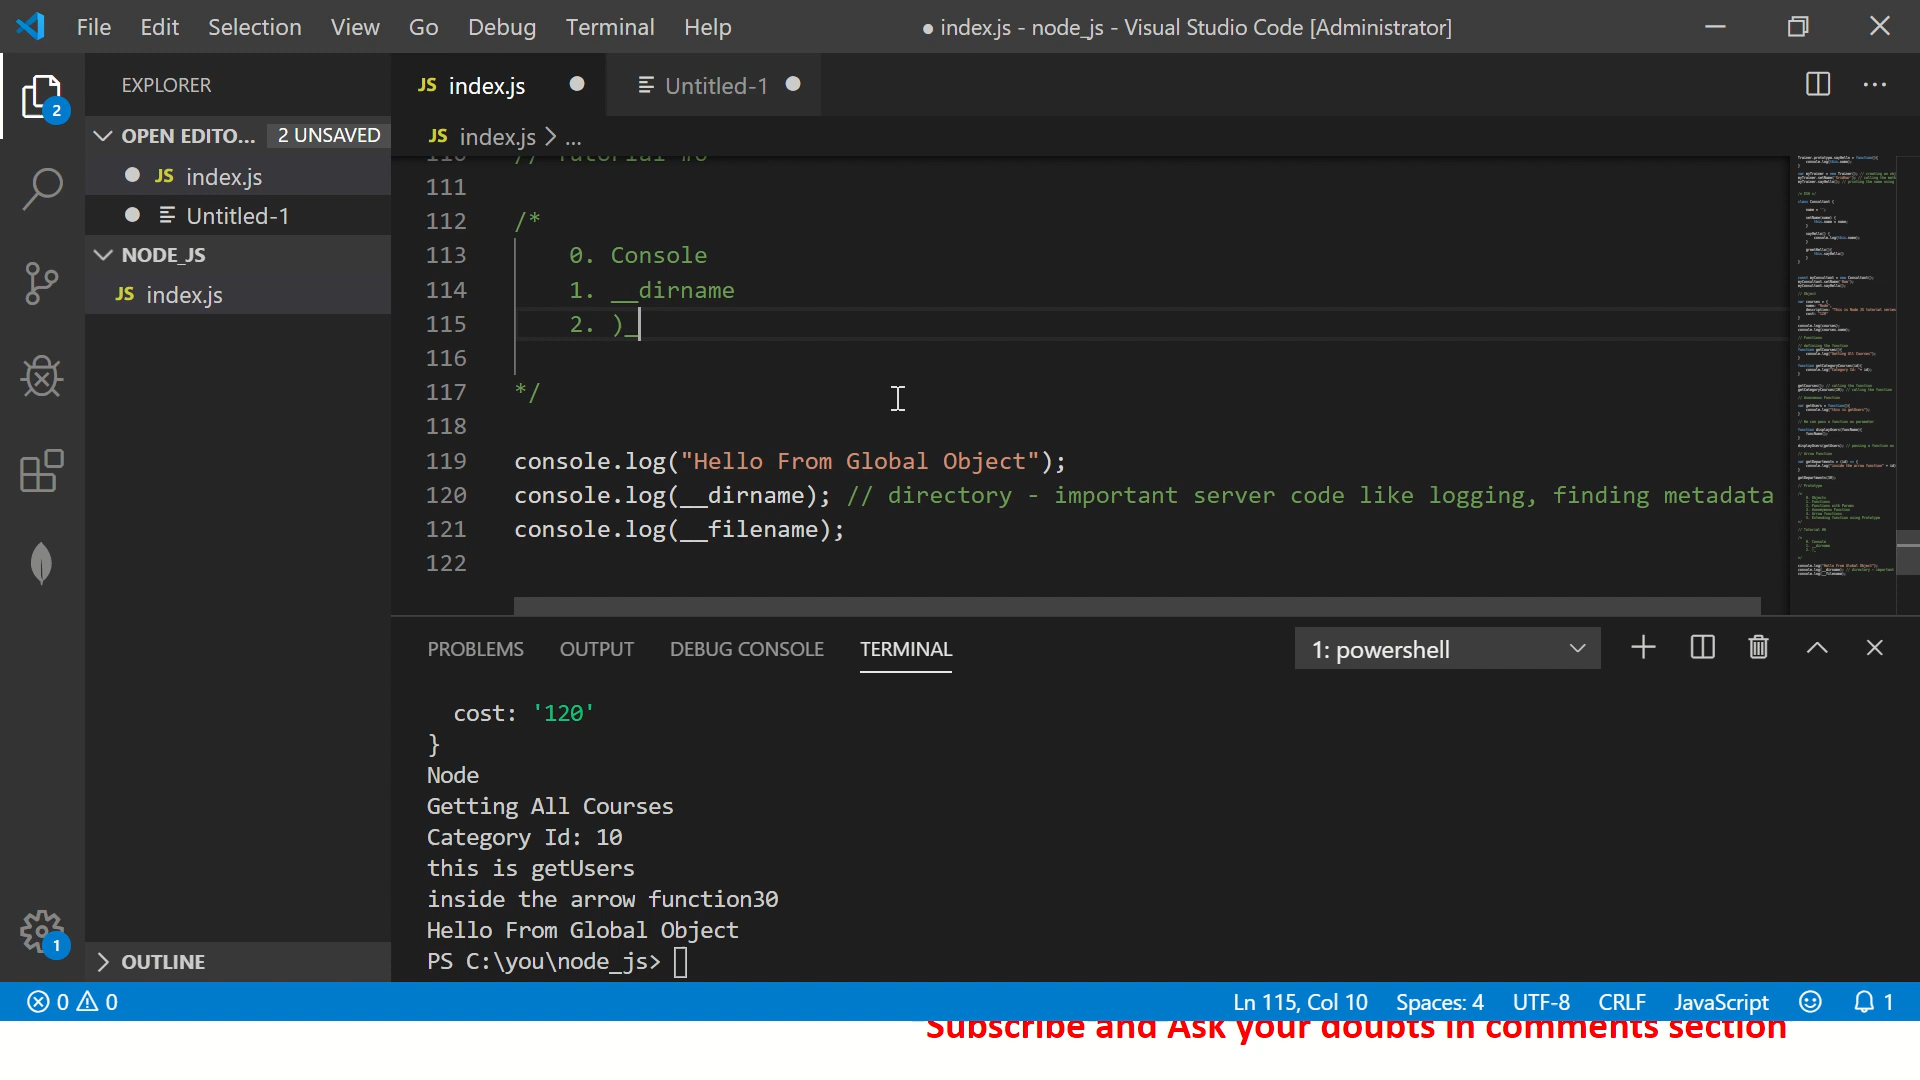 File Edit Selection View Go Debug Terminal Help
● index.js - node_js - Visual Studio Code [Administrator]
EXPLORER
JS index.js
Untitled-1
2
OPEN EDITO... 2 UNSAVED
JS index.js > ...
JS index.js
Untitled-1
NODE_JS
JS index.js
// Tutorial #6
111
112 /*
113 0. Console
114 1. __dirname
115 2. )_
116
117 */
118
119 console.log("Hello From Global Object");
120 console.log(__dirname); // directory - important server code like logging, finding metadata
121 console.log(__filename);
122
PROBLEMS OUTPUT DEBUG CONSOLE TERMINAL 1: powershell
cost: '120'
}
Node
Getting All Courses
Category Id: 10
this is getUsers
inside the arrow function30
Hello From Global Object
PS C:\you\node_js>
1
OUTLINE
0 0 Ln 115, Col 10 Spaces: 4 UTF-8 CRLF JavaScript 1
Subscribe and Ask your doubts in comments section